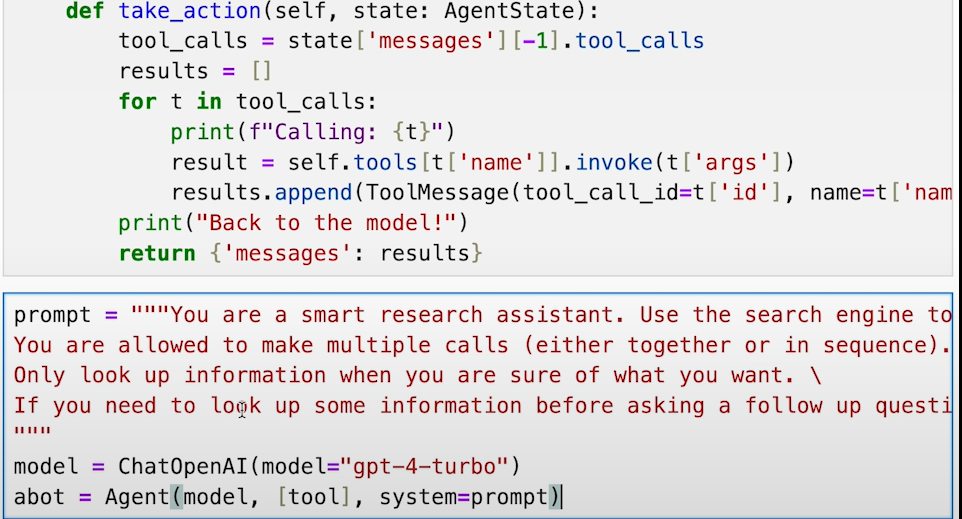 def take_action(self, state: AgentState):
tool_calls = state['messages'][-1].tool_calls
results = []
for t in tool_calls:
print(f"Calling: {t}")
result = self.tools[t['name']].invoke(t['args'])
results.append(ToolMessage(tool_call_id=t['id'], name=t['nam
print("Back to the model!")
return {'messages': results}
prompt = """You are a smart research assistant. Use the search engine to
You are allowed to make multiple calls (either together or in sequence).
Only look up information when you are sure of what you want. \
If you need to look up some information before asking a follow up questi
"""
model = ChatOpenAI(model="gpt-4-turbo")
abot = Agent(model, [tool], system=prompt)